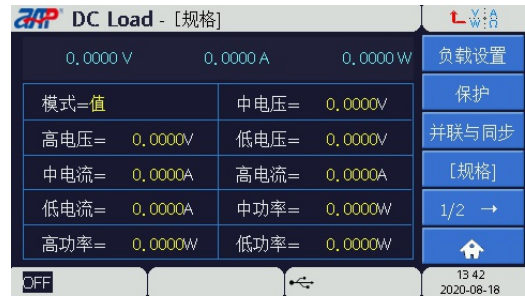 AAP DC Load - [规格]
0.0000 V 0.0000 A 0.0000 W
模式=值 中电压= 0.0000V
高电压= 0.0000V 低电压= 0.0000V
中电流= 0.0000A 高电流= 0.0000A
低电流= 0.0000A 中功率= 0.0000W
高功率= 0.0000W 低功率= 0.0000W
负载设置
保护
并联与同步
[规格]
1/2 →
OFF
13 42
2020-08-18